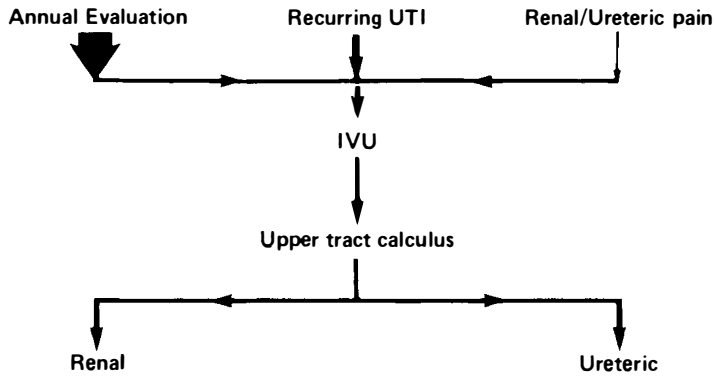 Annual Evaluation
Recurring UTI
Renal/Ureteric pain
IVU
Upper tract calculus
Renal
Ureteric